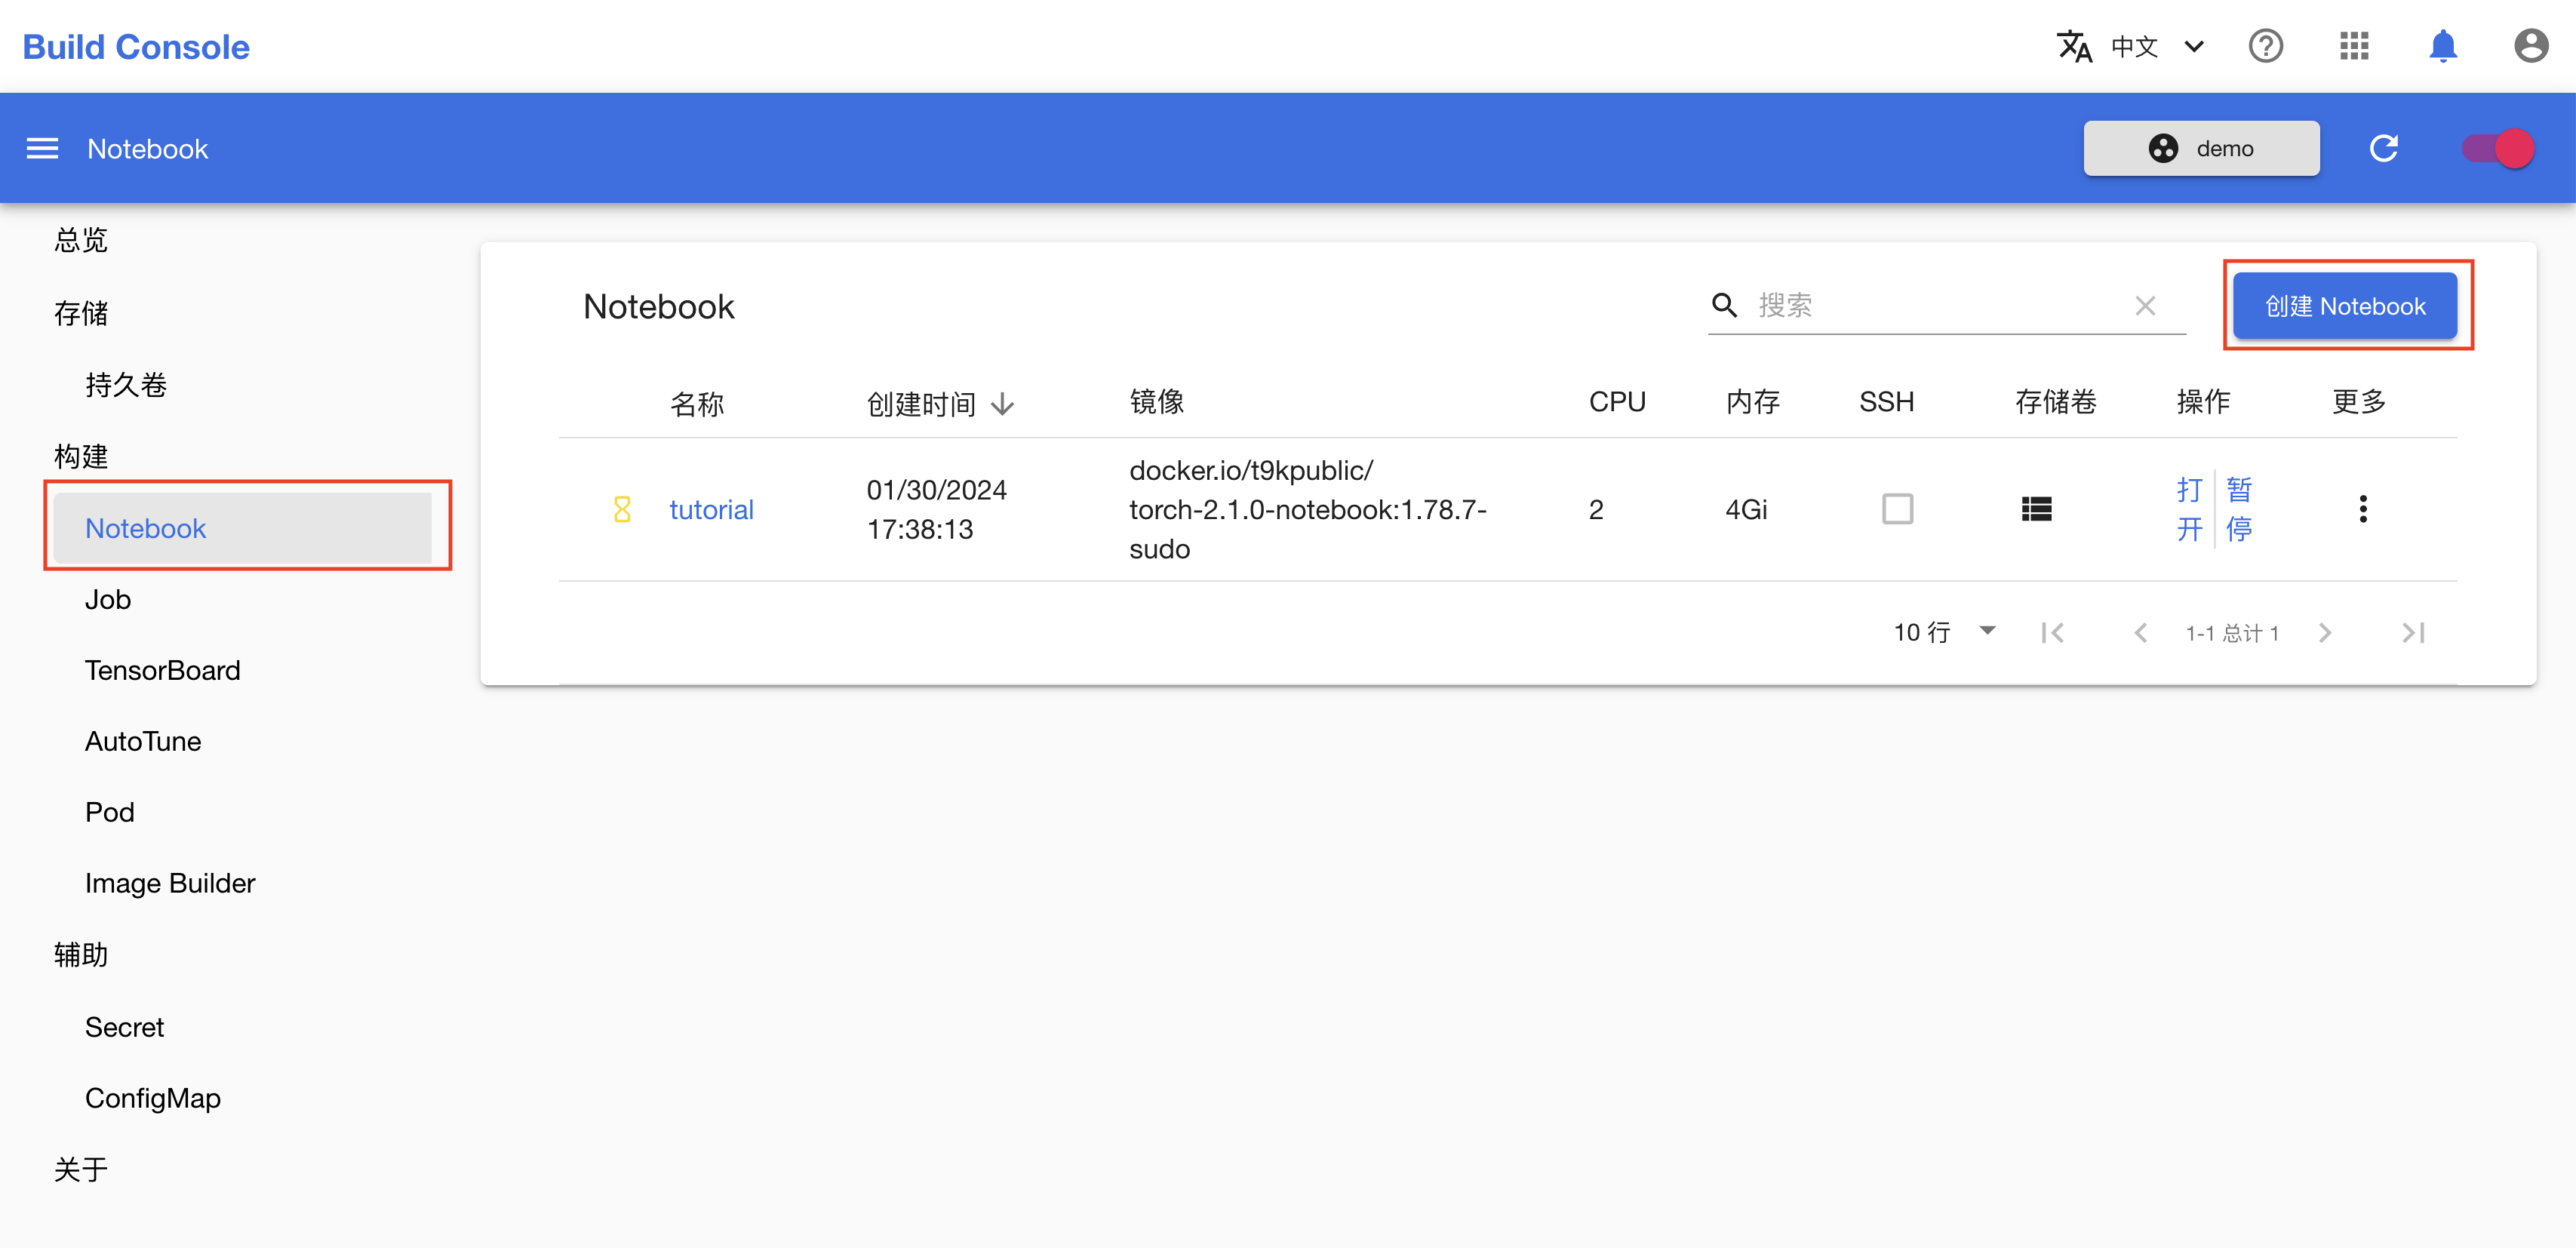 Build Console
中文
Notebook
demo
总览
存储
持久卷
构建
Notebook
Job
TensorBoard
AutoTune
Pod
Image Builder
辅助
Secret
ConfigMap
关于
Notebook
搜索
创建 Notebook
名称 创建时间 镜像 CPU 内存 SSH 存储卷 操作 更多
tutorial
01/30/2024
17:38:13
docker.io/t9kpublic/
torch-2.1.0-notebook:1.78.7-
sudo
2
4Gi
打开
暂停
10 行
1-1 总计 1